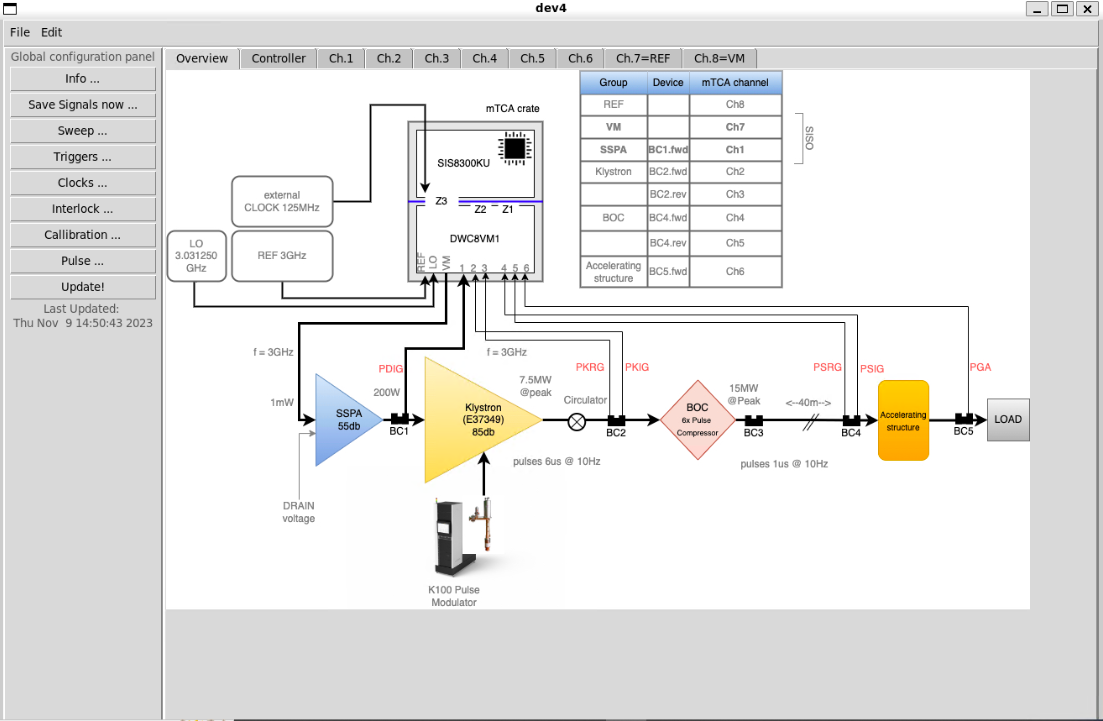 dev4
File Edit
Global configuration panel
Info ...
Save Signals now ...
Sweep ...
Triggers ...
Clocks ...
Interlock ...
Callibration ...
Pulse ...
Update!
Last Updated:
Thu Nov 9 14:50:43 2023
Overview Controller Ch.1 Ch.2 Ch.3 Ch.4 Ch.5 Ch.6 Ch.7=REF Ch.8=VM
Group Device mTCA channel
REF Ch8
VM Ch7
SSPA BC1.fwd Ch1
Klystron BC2.fwd Ch2
BC2.rev Ch3
BOC BC4.fwd Ch4
BC4.rev Ch5
Accelerating
structure BC5.fwd Ch6
SISO
mTCA crate
SIS8300KU
Z3
Z2 Z1
DWC8VM1
REF LO VM 1 2 3 4 5 6
external
CLOCK 125MHz
LO
3.031250
GHz
REF 3GHz
f = 3GHz
f = 3GHz
PDIG
PKRG
PKIG
PSRG
PSIG
PGA
1mW
SSPA
55db
200W
BC1
Klystron
(E37349)
85db
7.5MW
@peak
Circulator
BC2
BOC
6x Pulse
Compressor
15MW
@Peak
BC3
<--40m-->
BC4
Accelerating
structure
BC5
LOAD
pulses 6us @ 10Hz
pulses 1us @ 10Hz
DRAIN
voltage
K100 Pulse
Modulator